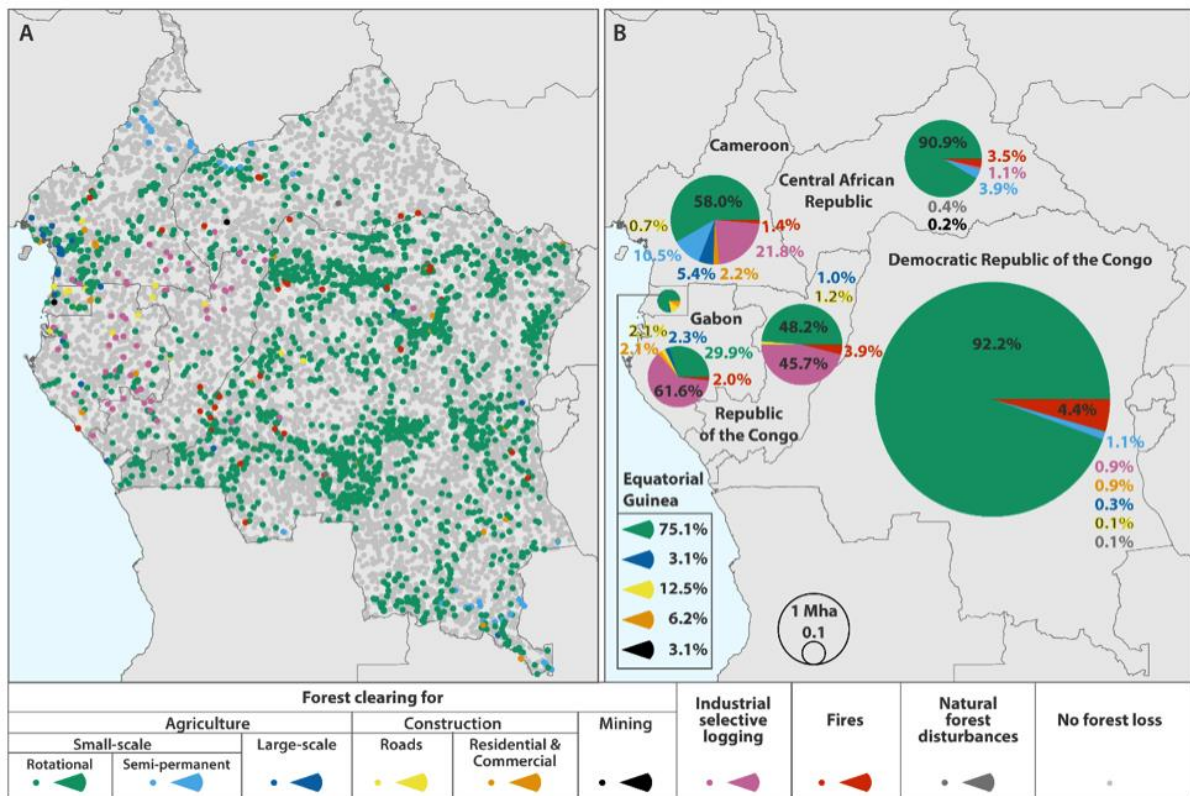 A
B
Cameroon
58.0%
0.7%
10.5%
5.4%
2.2%
21.8%
1.4%
Central African
Republic
90.9%
3.5%
1.1%
3.9%
0.4%
0.2%
Democratic Republic of the Congo
92.2%
4.4%
1.1%
0.9%
0.9%
0.3%
0.1%
0.1%
1.0%
1.2%
48.2%
45.7%
3.9%
Republic
of the Congo
Gabon
2.1%
2.3%
2.1%
29.9%
61.6%
2.0%
Equatorial
Guinea
75.1%
3.1%
12.5%
6.2%
3.1%
1 Mha
0.1
Forest clearing for
Agriculture
Construction
Mining
Small-scale
Large-scale
Roads
Residential &
Commercial
Rotational
Semi-permanent
Industrial
selective
logging
Fires
Natural
forest
disturbances
No forest loss